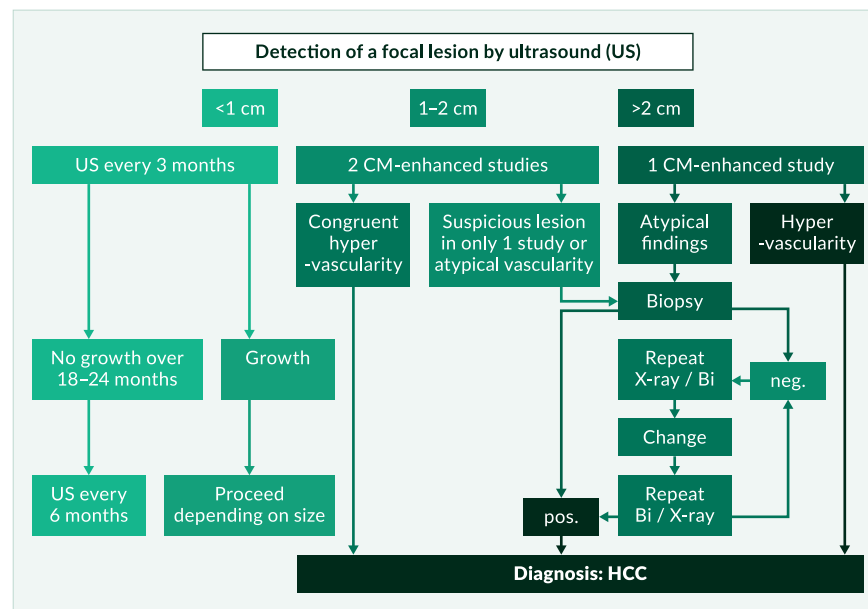 Detection of a focal lesion by ultrasound (US)
<1 cm
1–2 cm
>2 cm
US every 3 months
2 CM-enhanced studies
1 CM-enhanced study
Congruent
hyper
-vascularity
Suspicious lesion
in only 1 study or
atypical vascularity
Atypical
findings
Hyper
-vascularity
Biopsy
No growth over
18–24 months
Growth
Repeat
X-ray / Bi
neg.
Change
US every
6 months
Proceed
depending on size
pos.
Repeat
Bi / X-ray
Diagnosis: HCC